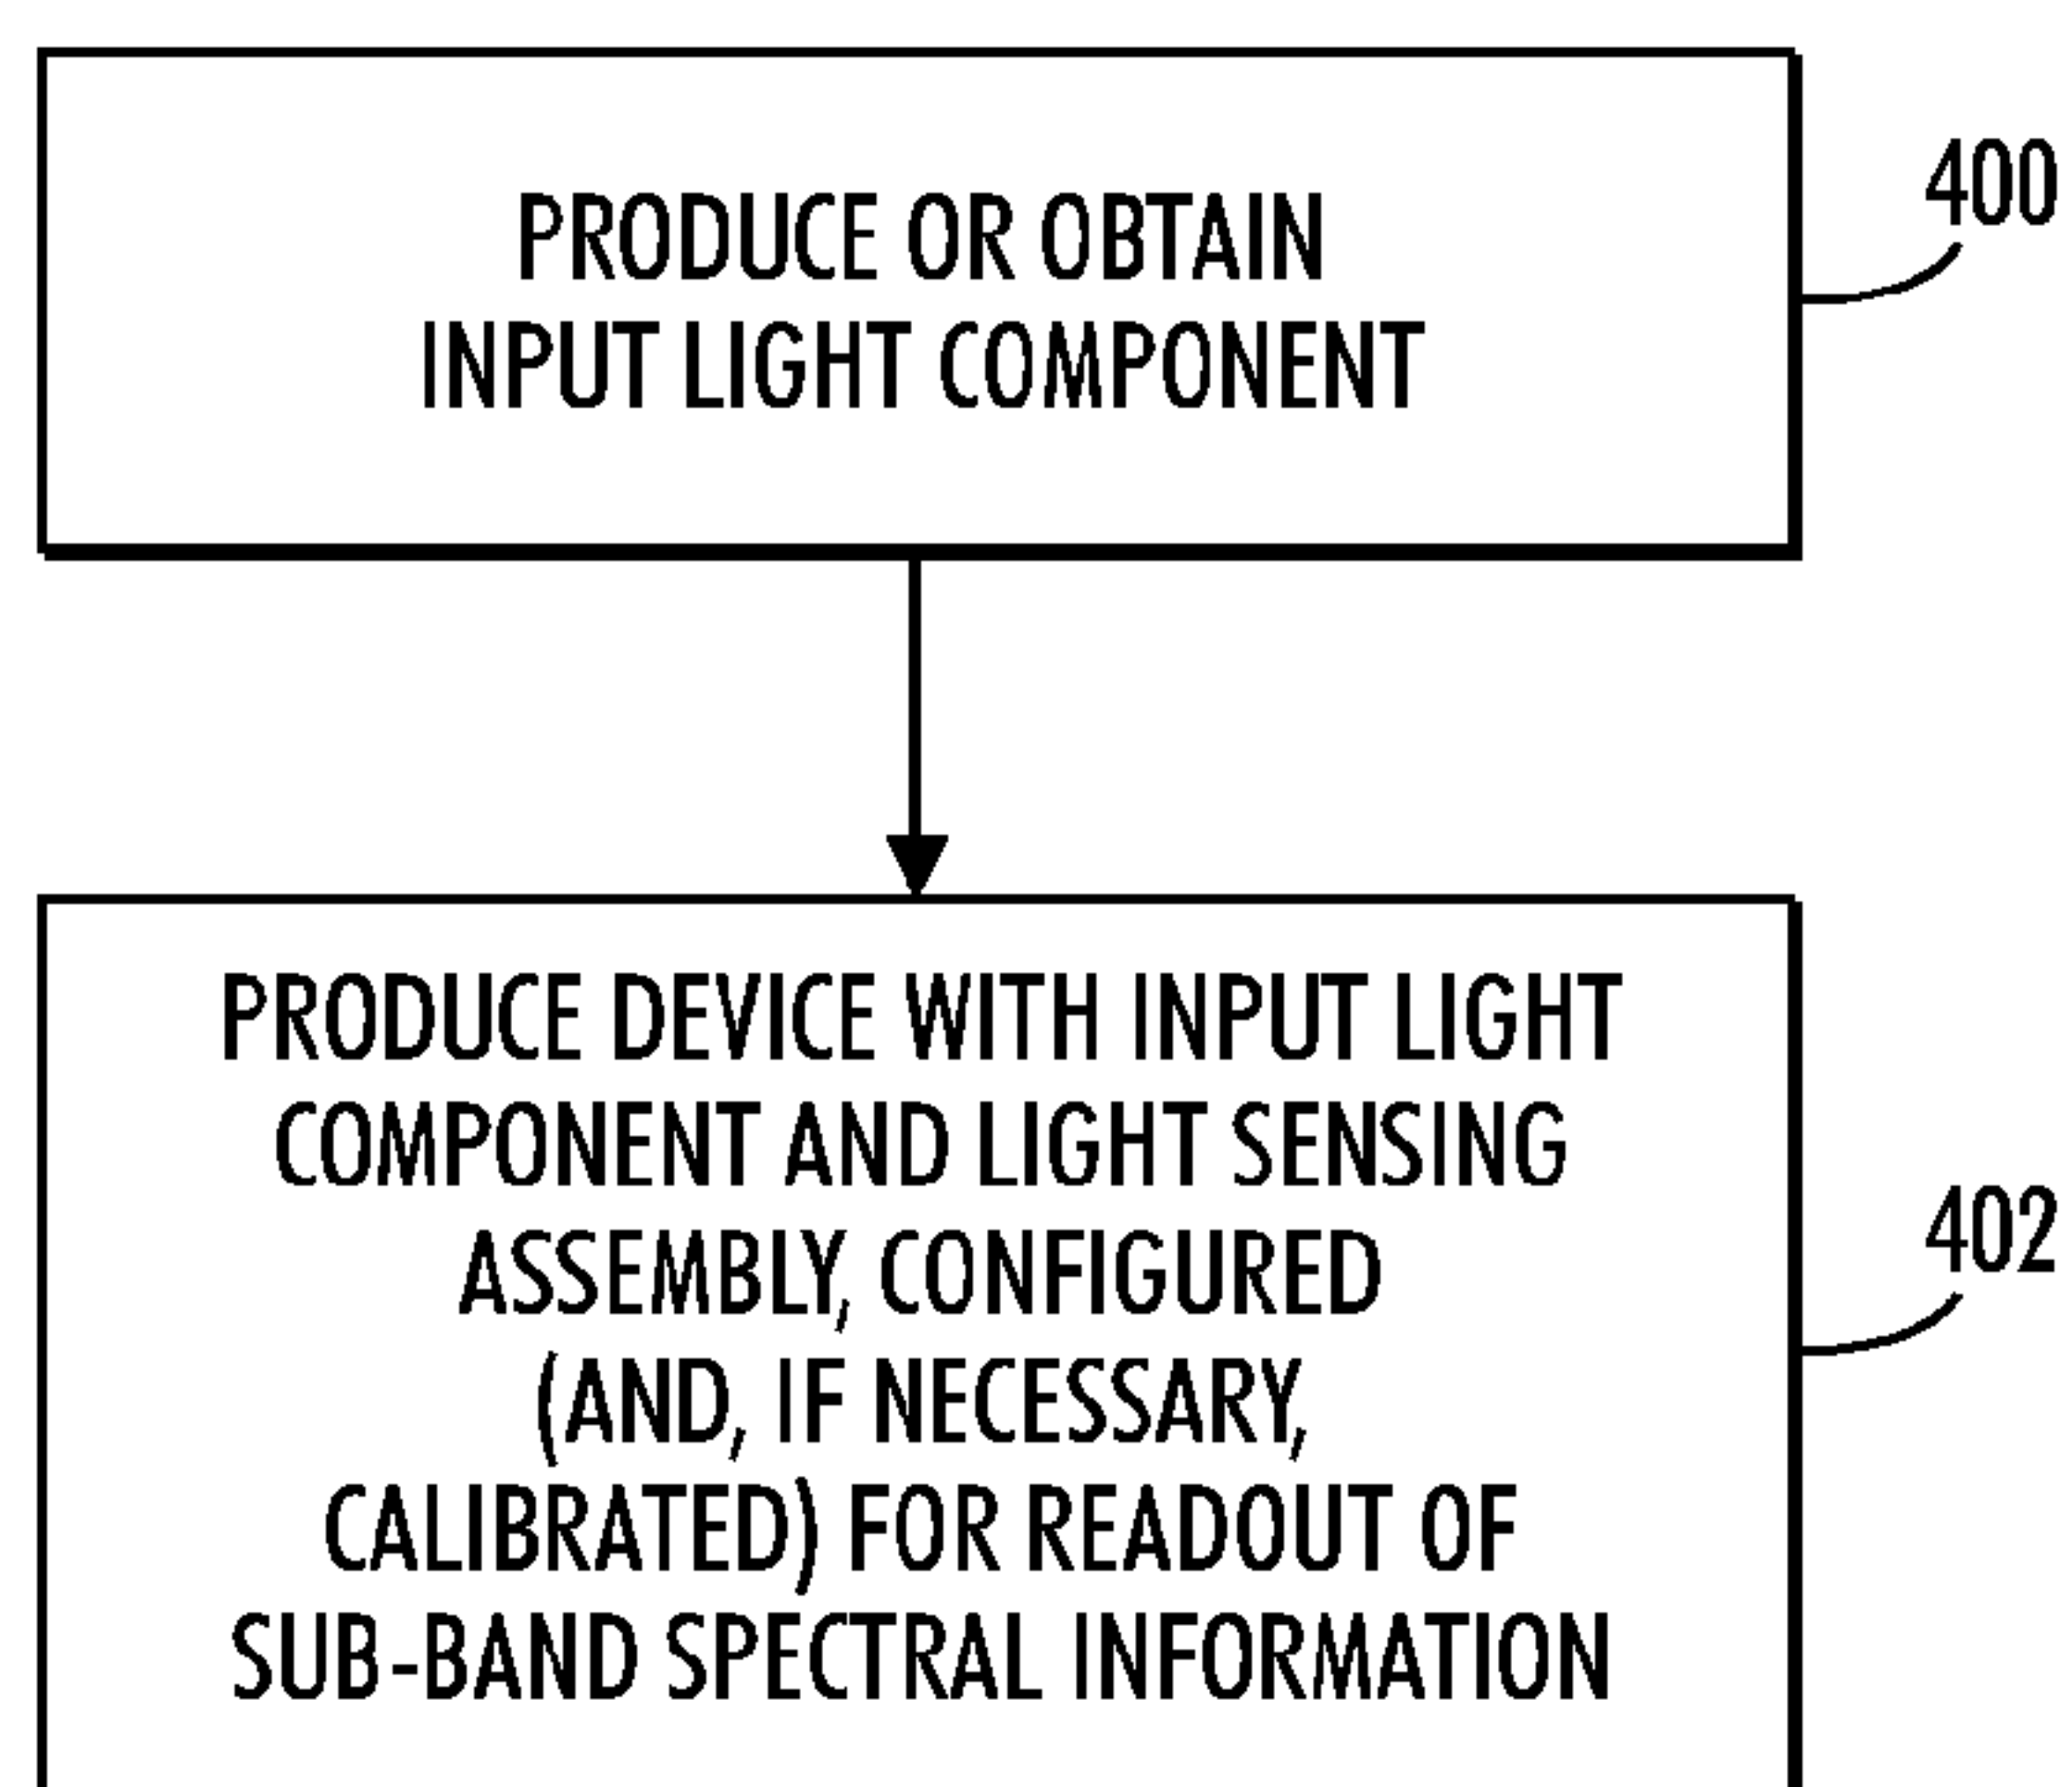 PRODUCE OR OBTAIN
INPUT LIGHT COMPONENT
400
PRODUCE DEVICE WITH INPUT LIGHT
COMPONENT AND LIGHT SENSING
ASSEMBLY, CONFIGURED
(AND, IF NECESSARY,
CALIBRATED) FOR READOUT OF
SUB-BAND SPECTRAL INFORMATION
402